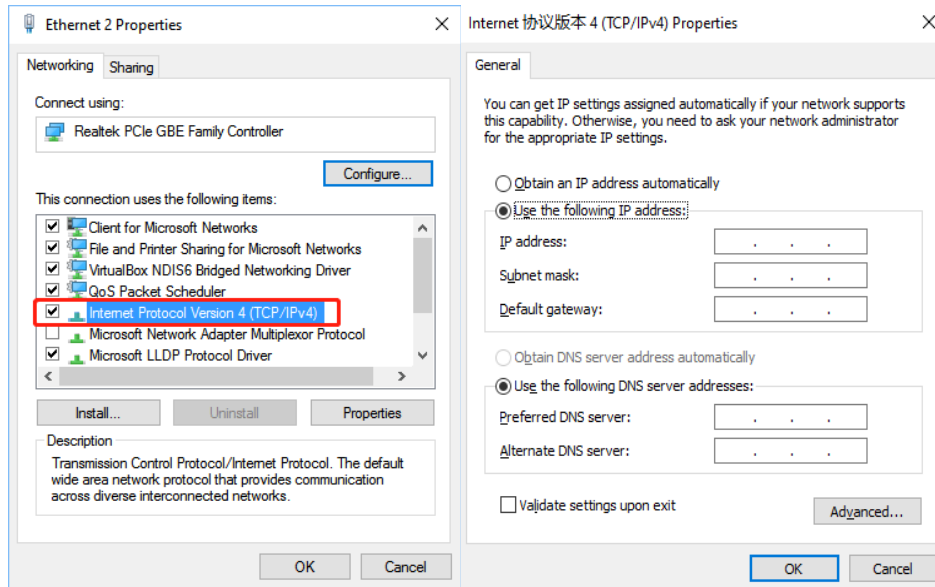 Ethernet 2 Properties
Networking
Sharing
Connect using:
Realtek PCIe GBE Family Controller
Configure...
This connection uses the following items:
Client for Microsoft Networks
File and Printer Sharing for Microsoft Networks
VirtualBox NDIS6 Bridged Networking Driver
QoS Packet Scheduler
Internet Protocol Version 4 (TCP/IPv4)
Microsoft Network Adapter Multiplexor Protocol
Microsoft LLDP Protocol Driver
Install...
Uninstall
Properties
Description
Transmission Control Protocol/Internet Protocol. The default
wide area network protocol that provides communication
across diverse interconnected networks.
OK
Cancel
Internet 协议版本 4 (TCP/IPv4) Properties
General
You can get IP settings assigned automatically if your network supports
this capability. Otherwise, you need to ask your network administrator
for the appropriate IP settings.
Obtain an IP address automatically
Use the following IP address:
IP address:
Subnet mask:
Default gateway:
Obtain DNS server address automatically
Use the following DNS server addresses:
Preferred DNS server:
Alternate DNS server:
Validate settings upon exit
Advanced...
OK
Cancel